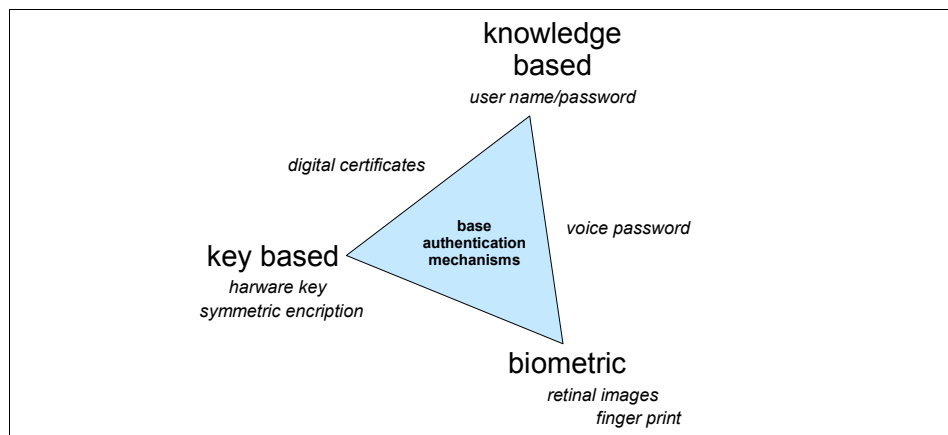 knowledge
based
user name/password
digital certificates
base
authentication
mechanisms
voice password
key based
harware key
symmetric encription
biometric
retinal images
finger print